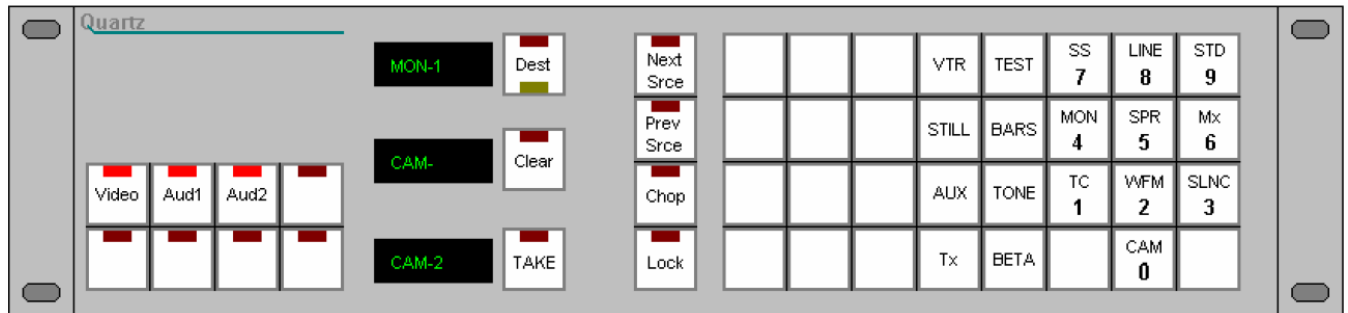 Quartz
MON-1
Dest
Next
Srce
VTR
TEST
SS
7
LINE
8
STD
9
Prev
Srce
STILL
BARS
MON
4
SPR
5
Mx
6
CAM-
Clear
Video
Aud1
Aud2
Chop
AUX
TONE
TC
1
WFM
2
SLNC
3
CAM-2
TAKE
Lock
Tx
BETA
CAM
0